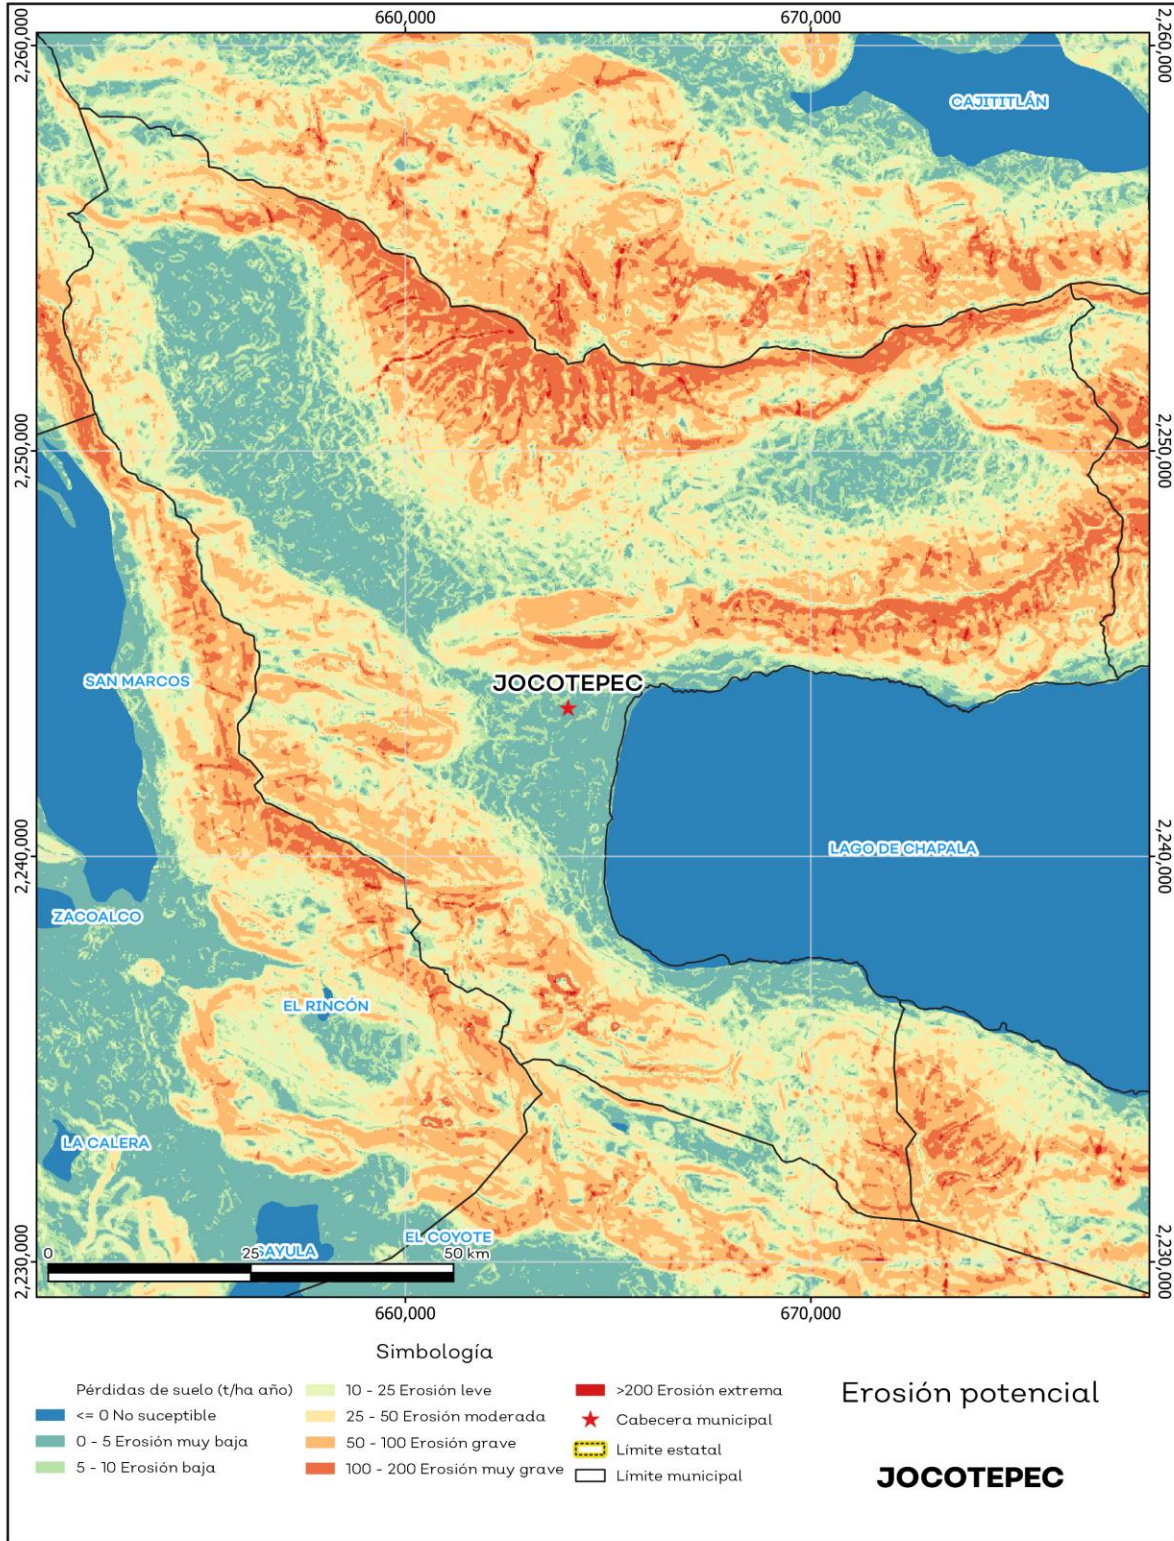 660,000
670,000
2,260,000
2,260,000
CAJITITLÁN
2,250,000
2,250,000
SAN MARCOS
JOCOTEPEC
2,240,000
LAGO DE CHAPALA
2,240,000
ZACOALCO
EL RINCÓN
LA CALERA
2,230,000
EL COYOTE
SAYULA
2,230,000
0
25
50 km
660,000
670,000
Simbología
Pérdidas de suelo (t/ha año)
<= 0 No suceptible
0 - 5 Erosión muy baja
5 - 10 Erosión baja
10 - 25 Erosión leve
25 - 50 Erosión moderada
50 - 100 Erosión grave
100 - 200 Erosión muy grave
>200 Erosión extrema
Cabecera municipal
Límite estatal
Límite municipal
Erosión potencial
JOCOTEPEC